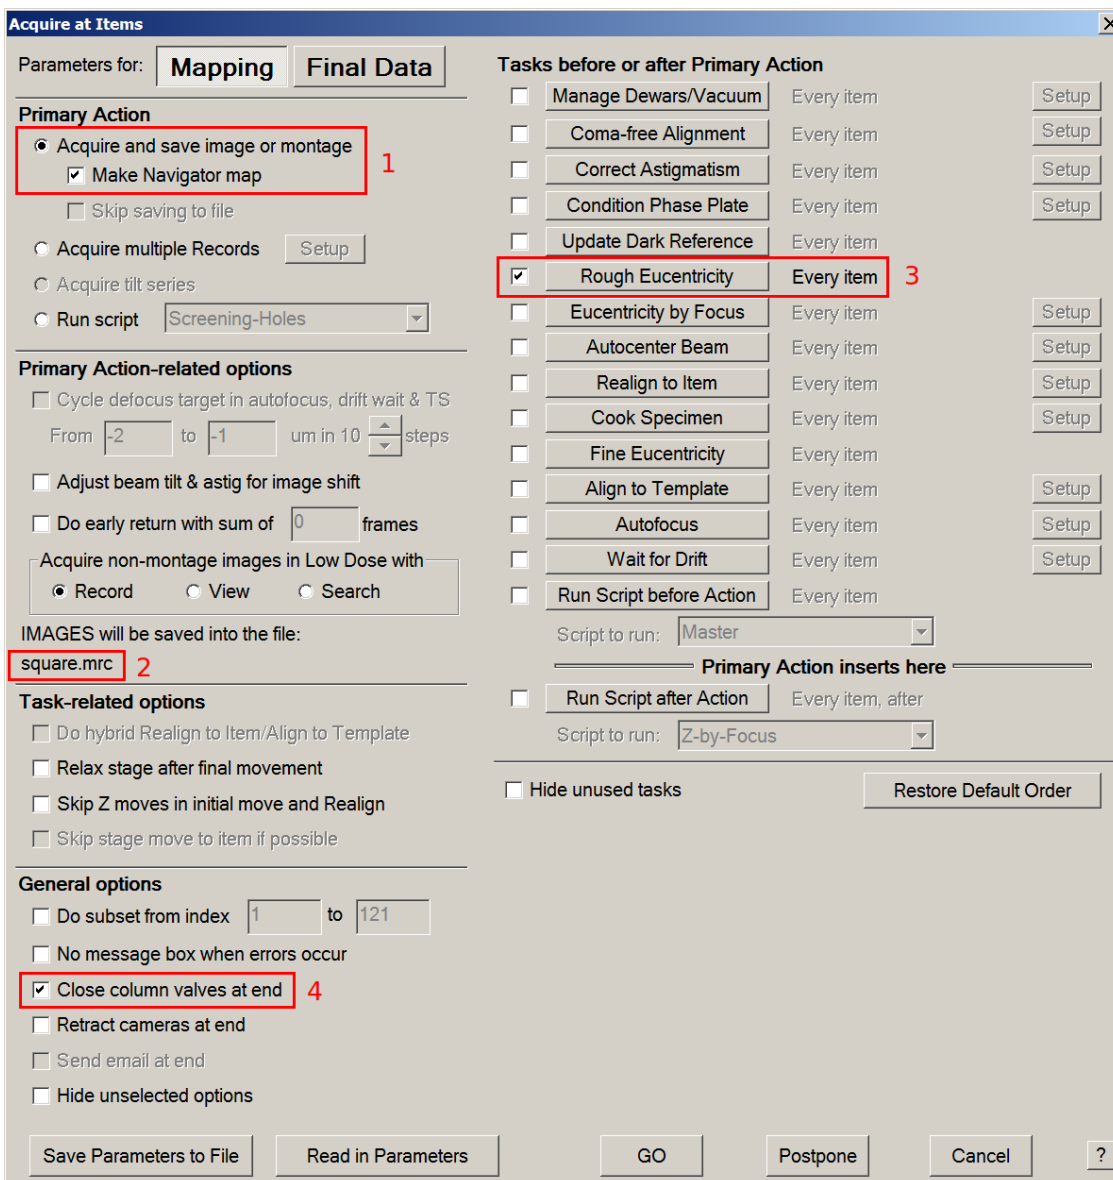 Acquire at Items
Parameters for: Mapping Final Data
Primary Action
Acquire and save image or montage
1
Make Navigator map
Skip saving to file
Acquire multiple Records Setup
Acquire tilt series
Run script Screening-Holes
Primary Action-related options
Cycle defocus target in autofocus, drift wait & TS
From -2 to -1 um in 10 steps
Adjust beam tilt & astig for image shift
Do early return with sum of 0 frames
Acquire non-montage images in Low Dose with
Record View Search
IMAGES will be saved into the file:
square.mrc 2
Task-related options
Do hybrid Realign to Item/Align to Template
Relax stage after final movement
Skip Z moves in initial move and Realign
Skip stage move to item if possible
General options
Do subset from index 1 to 121
No message box when errors occur
Close column valves at end 4
Retract cameras at end
Send email at end
Hide unselected options
Tasks before or after Primary Action
Manage Dewars/Vacuum Every item Setup
Coma-free Alignment Every item Setup
Correct Astigmatism Every item Setup
Condition Phase Plate Every item Setup
Update Dark Reference Every item
Rough Eucentricity Every item 3
Eucentricity by Focus Every item Setup
Autocenter Beam Every item Setup
Realign to Item Every item Setup
Cook Specimen Every item Setup
Fine Eucentricity Every item
Align to Template Every item Setup
Autofocus Every item Setup
Wait for Drift Every item Setup
Run Script before Action Every item
Script to run: Master
Primary Action inserts here
Run Script after Action Every item, after
Script to run: Z-by-Focus
Hide unused tasks Restore Default Order
Save Parameters to File Read in Parameters GO Postpone Cancel ?